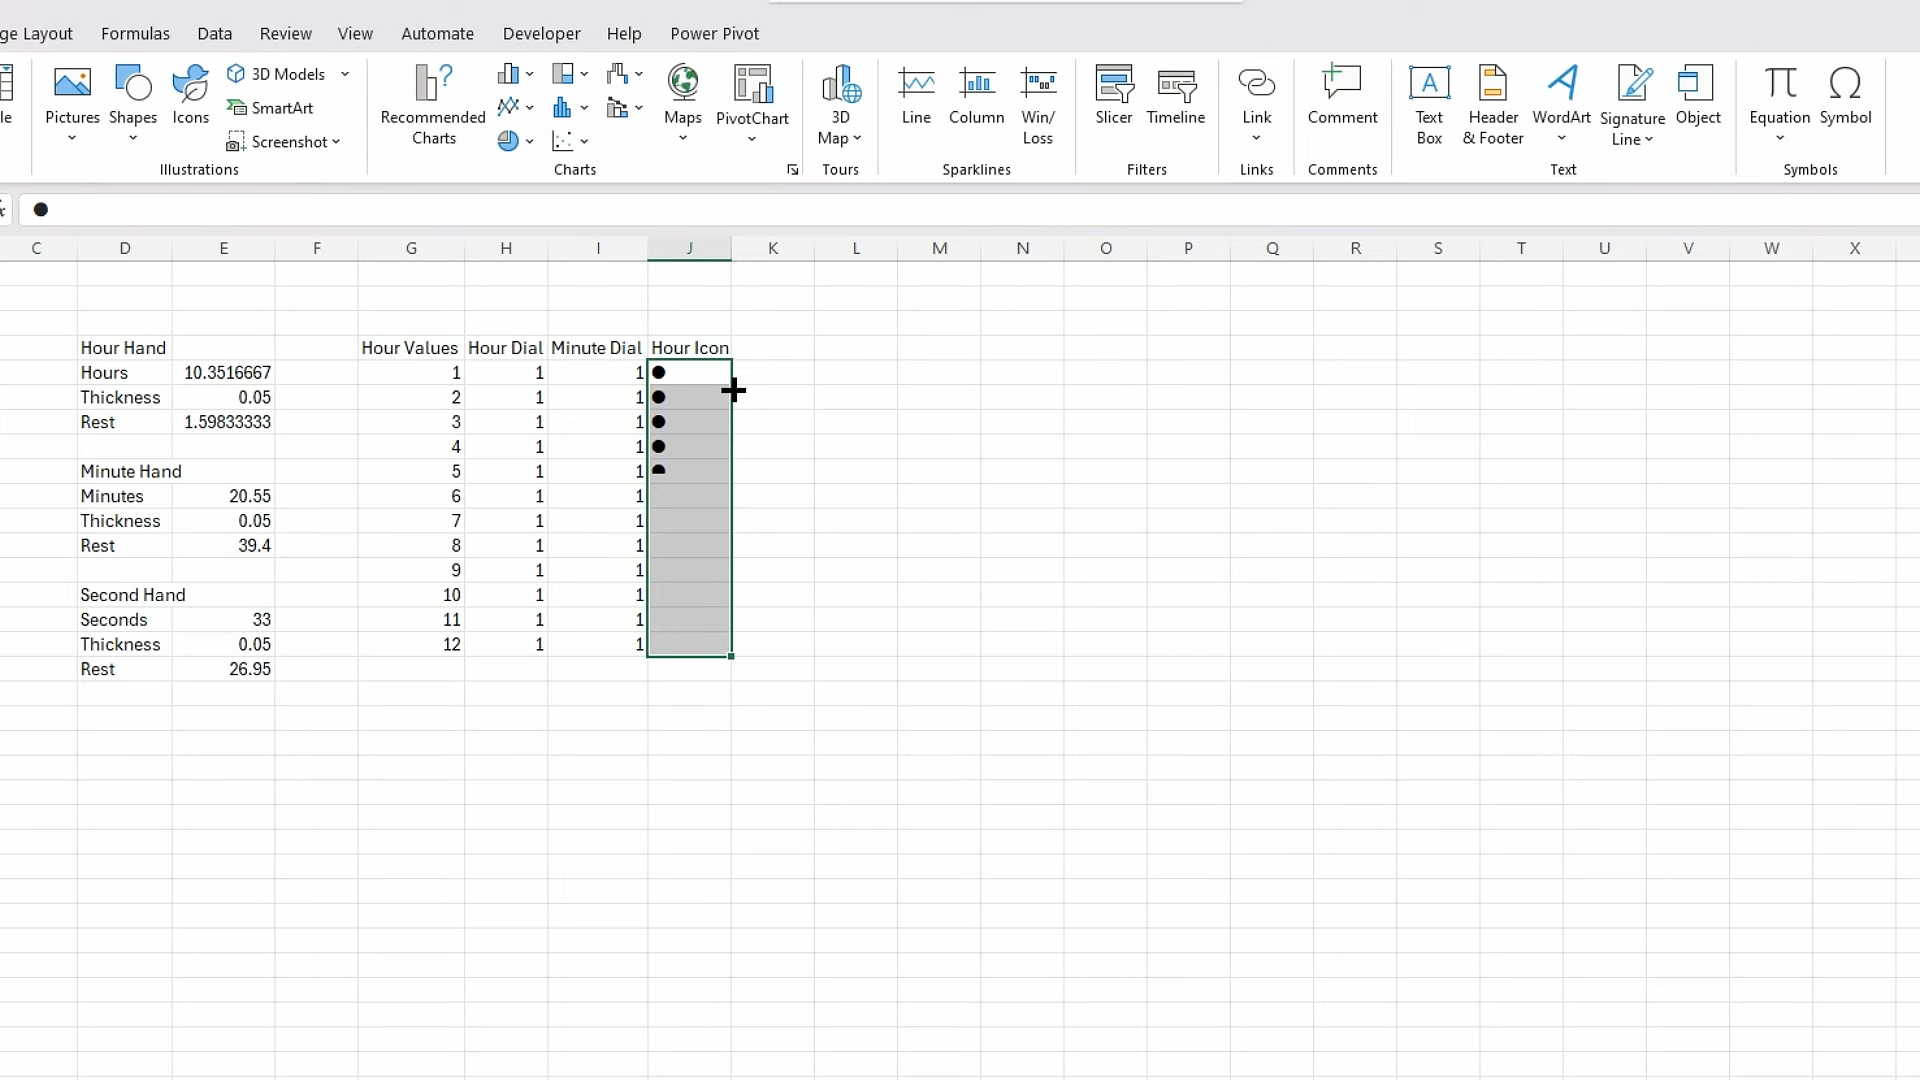 ge Layout Formulas Data Review View Automate Developer Help Power Pivot
le Pictures Shapes Icons 3D Models SmartArt Screenshot Recommended Charts Maps PivotChart 3D Map Line Column Win/Loss Slicer Timeline Link Comment Text Box Header & Footer WordArt Signature Line Object Equation Symbol
Illustrations Charts Tours Sparklines Filters Links Comments Text Symbols
●
C D E F G H I J K L M N O P Q R S T U V W X
Hour Hand Hour Values Hour Dial Minute Dial Hour Icon
Hours 10.3516667 1 1 1 ●
Thickness 0.05 2 1 1 ●
Rest 1.59833333 3 1 1 ●
4 1 1 ●
Minute Hand 5 1 1 ●
Minutes 20.55 6 1 1
Thickness 0.05 7 1 1
Rest 39.4 8 1 1
9 1 1
Second Hand 10 1 1
Seconds 33 11 1 1
Thickness 0.05 12 1 1
Rest 26.95